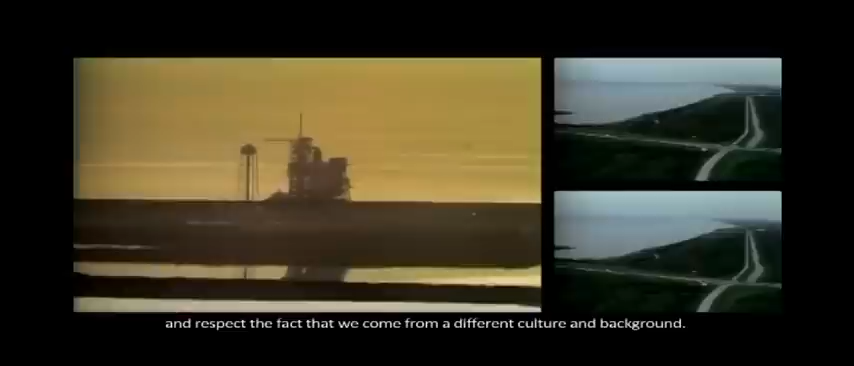 and respect the fact that we come from a different culture and background.